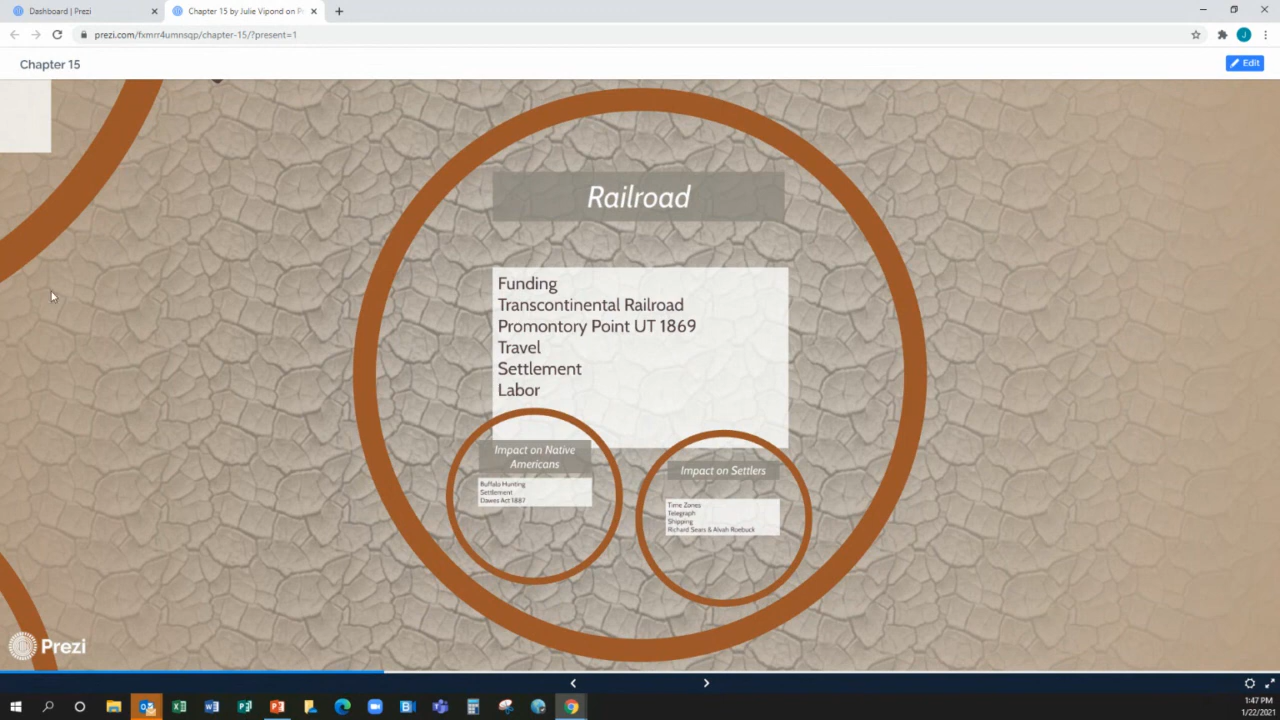 Dashboard | Prezi
Chapter 15 by Julie Vipond on P
prezi.com/fxmrr4umnsqp/chapter-15/?present=1
J
Chapter 15
Edit
Railroad
Funding
Transcontinental Railroad
Promontory Point UT 1869
Travel
Settlement
Labor
Impact on Native
Americans
Buffalo Hunting
Settlement
Dawes Act 1887
Impact on Settlers
Time Zones
Telegraph
Shipping
Richard Sears & Alvah Roebuck
Prezi
1:47 PM
1/22/2021